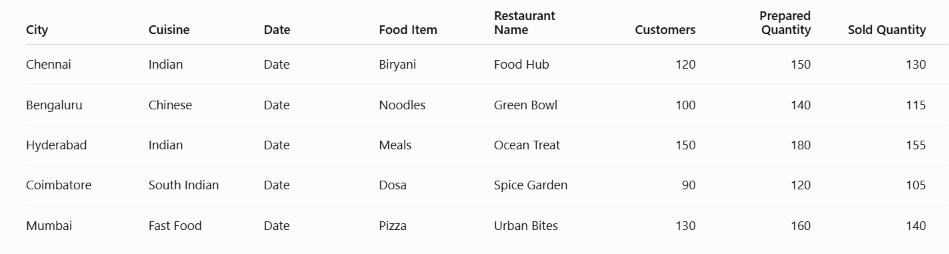 City Cuisine Date Food Item Restaurant Name Customers Prepared Quantity Sold Quantity
Chennai Indian Date Biryani Food Hub 120 150 130
Bengaluru Chinese Date Noodles Green Bowl 100 140 115
Hyderabad Indian Date Meals Ocean Treat 150 180 155
Coimbatore South Indian Date Dosa Spice Garden 90 120 105
Mumbai Fast Food Date Pizza Urban Bites 130 160 140